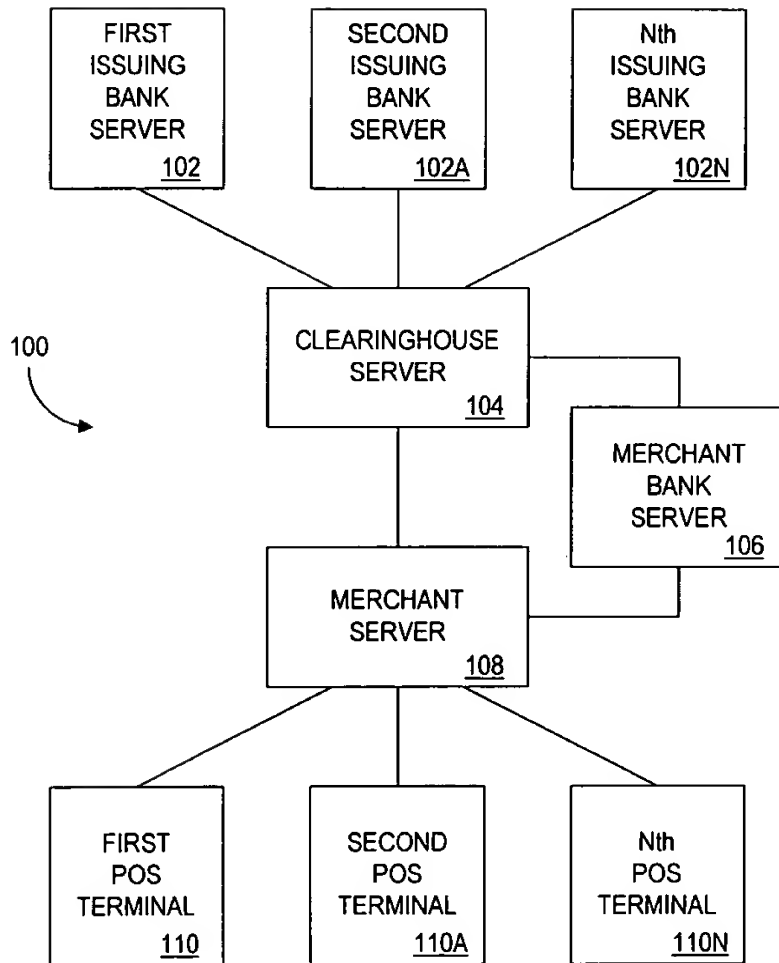 FIRST
ISSUING
BANK
SERVER
102
SECOND
ISSUING
BANK
SERVER
102A
Nth
ISSUING
BANK
SERVER
102N
CLEARINGHOUSE
SERVER
104
100
MERCHANT
BANK
SERVER
106
MERCHANT
SERVER
108
FIRST
POS
TERMINAL
110
SECOND
POS
TERMINAL
110A
Nth
POS
TERMINAL
110N